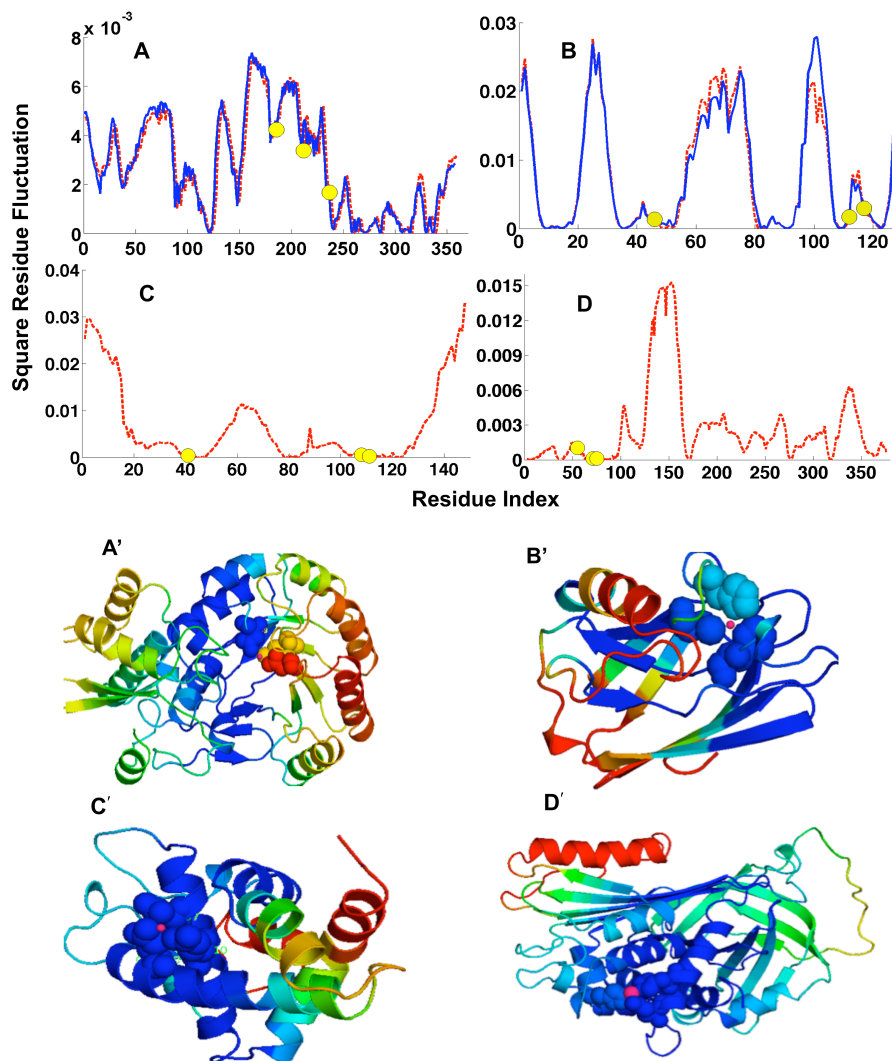 8 x 10⁻³
A
6
4
2
0
0 50 100 150 200 250 300 350
0.03
B
0.02
0.01
0
20 40 60 80 100 120
Square Residue Fluctuation
0.04
C
0.03
0.02
0.01
0
0 20 40 60 80 100 120 140
0.015
D
0.012
0.009
0.006
0.003
0
0 50 100 150 200 250 300 350
Residue Index
A’
B’
C′
D′